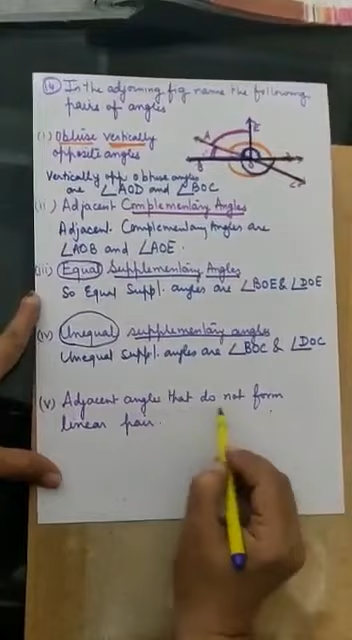 (14) In the adjoining fig name the following
pairs of angles
(i) Obtuse vertically
opposite angles
Vertically opp obtuse angles
are ∠AOD and ∠BOC
(ii) Adjacent Complementary Angles
Adjacent. Complementary Angles are
∠AOB and ∠AOE.
(iii) Equal Supplementary Angles
So Equal Suppl. angles are ∠BOE & ∠DOE
(iv) Unequal supplementary angles
Unequal Suppl. angles are ∠BOC & ∠DOC
(v) Adjacent angles that do not form
linear pair.
A
E
B
O
C